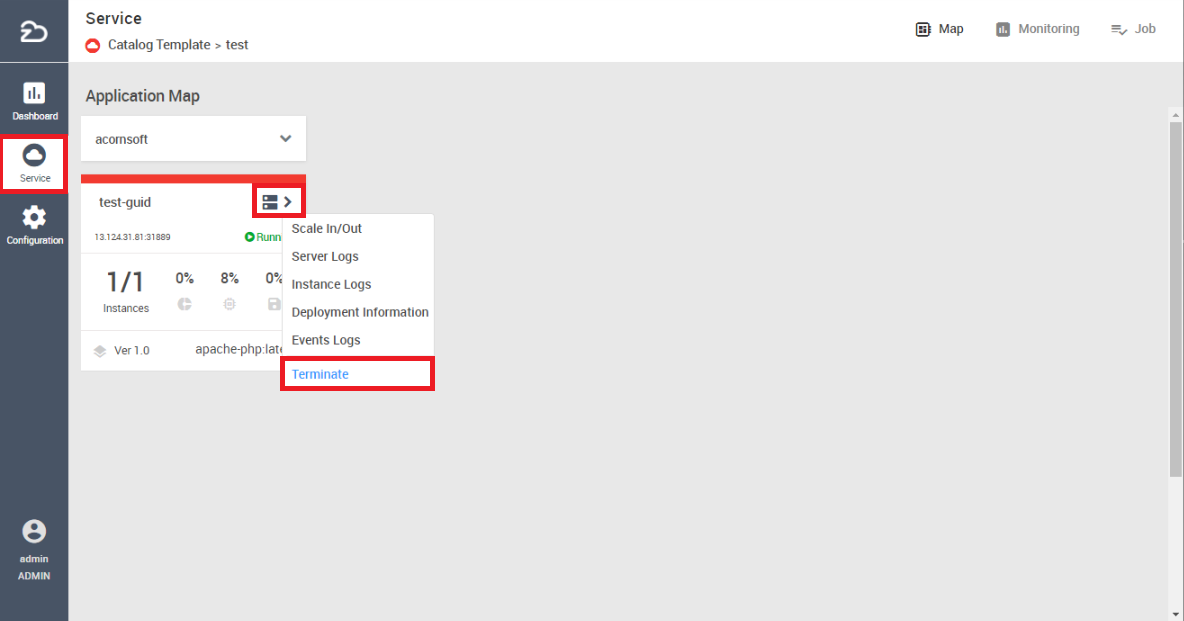 Service
Catalog Template > test
Map
Monitoring
Job
Dashboard
Service
Configuration
admin
ADMIN
Application Map
acornsoft
test-guid
13.124.31.81:31889
Runn
1/1
Instances
0%
8%
0%
Ver 1.0
apache-php:late
Scale In/Out
Server Logs
Instance Logs
Deployment Information
Events Logs
Terminate